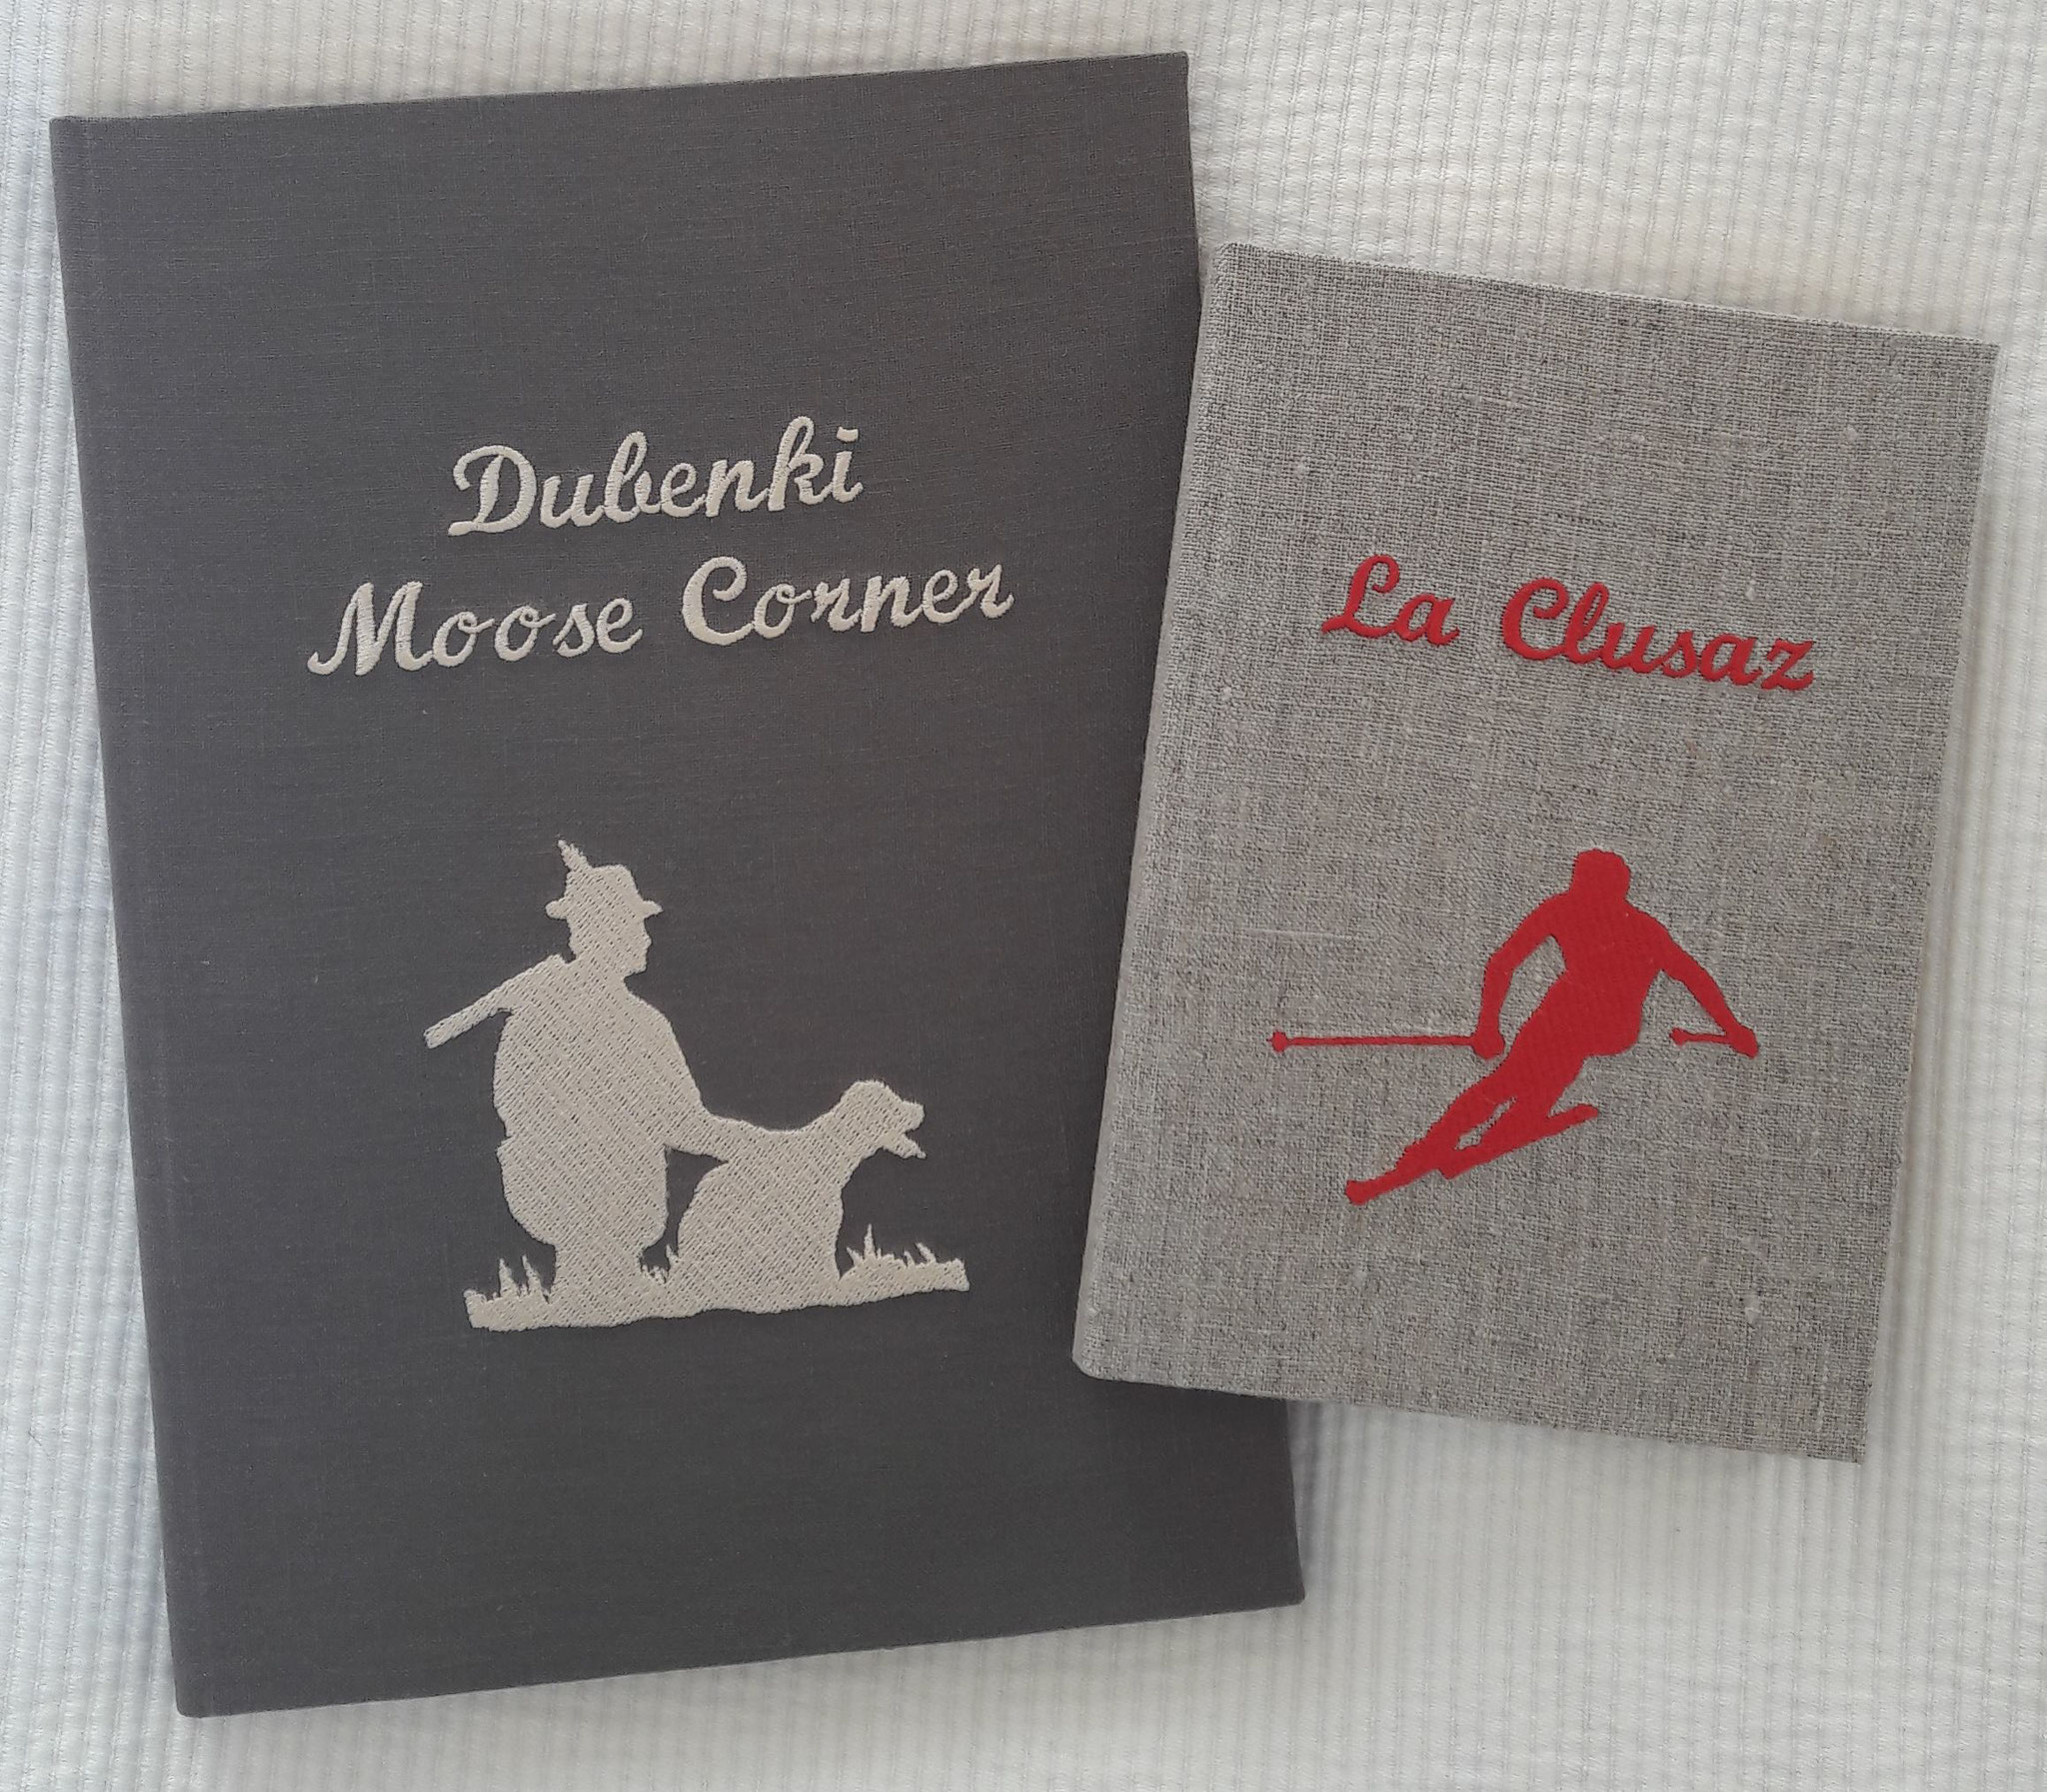 Dubenki
Moose Corner
La Clusaz